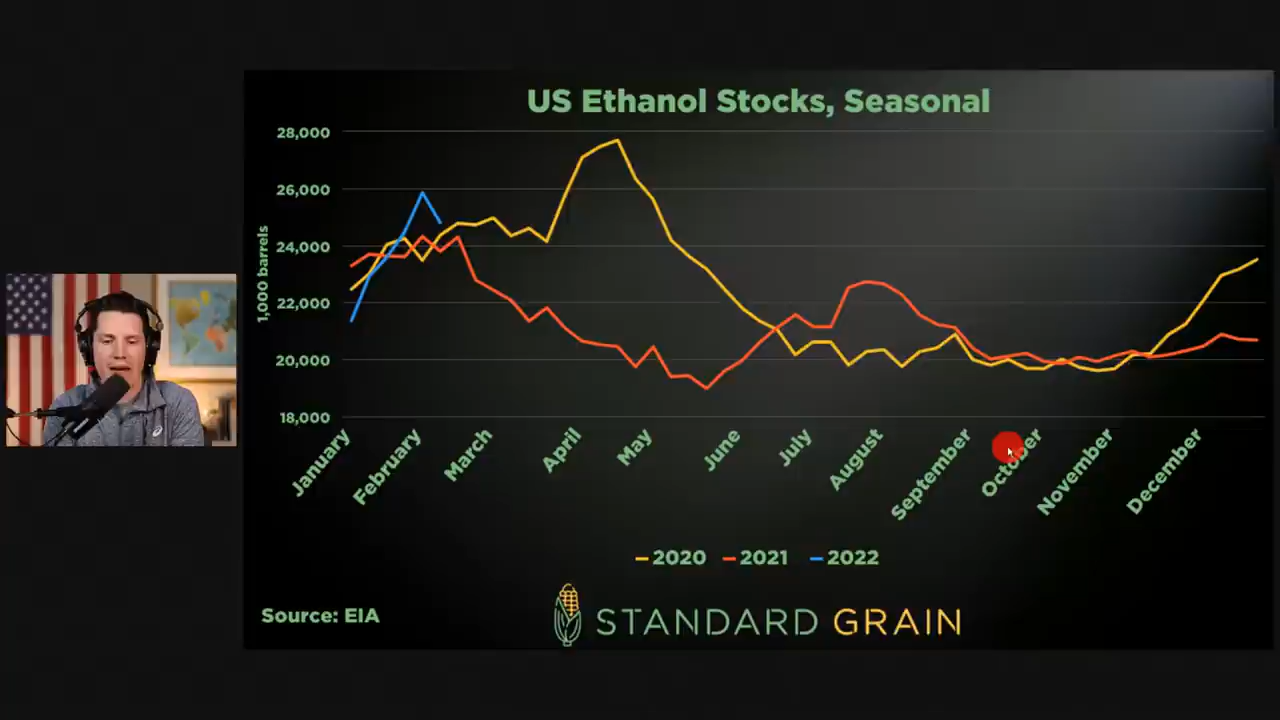 US Ethanol Stocks, Seasonal
28,000
26,000
24,000
22,000
20,000
18,000
1,000 barrels
January
February
March
April
May
June
July
August
September
October
November
December
2020
2021
2022
Source: EIA
STANDARD GRAIN